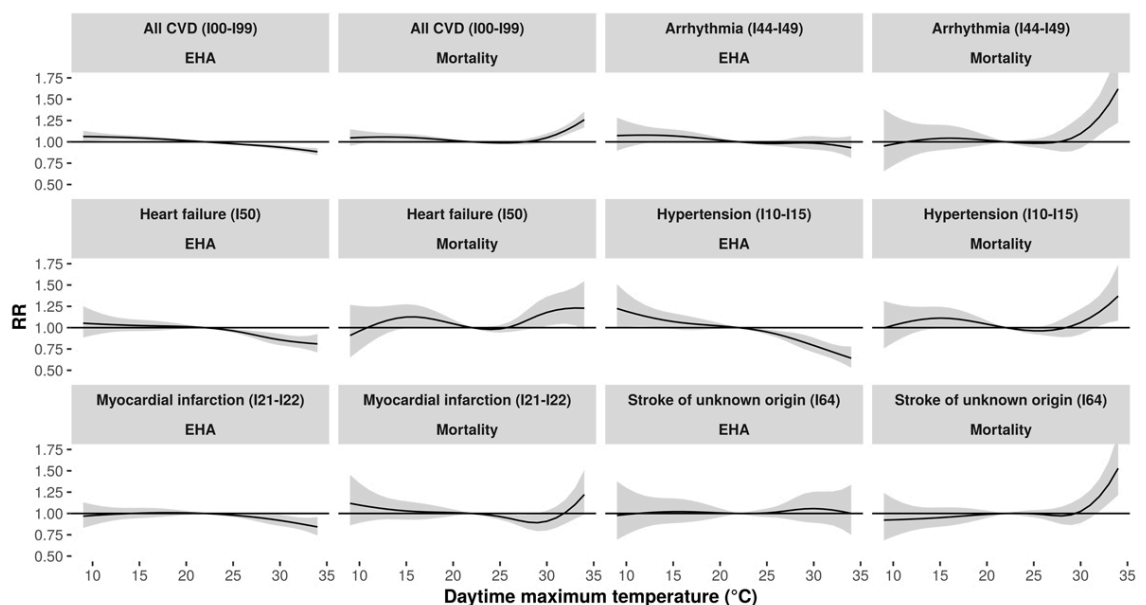 All CVD (I00-I99) All CVD (I00-I99) Arrhythmia (I44-I49) Arrhythmia (I44-I49)
EHA Mortality EHA Mortality
1.75
1.50
1.25
1.00
0.75
0.50
Heart failure (I50) Heart failure (I50) Hypertension (I10-I15) Hypertension (I10-I15)
EHA Mortality EHA Mortality
1.75
1.50
1.25
1.00
0.75
0.50
RR
Myocardial infarction (I21-I22) Myocardial infarction (I21-I22) Stroke of unknown origin (I64) Stroke of unknown origin (I64)
EHA Mortality EHA Mortality
1.75
1.50
1.25
1.00
0.75
0.50
10 15 20 25 30 35 10 15 20 25 30 35 10 15 20 25 30 35 10 15 20 25 30 35
Daytime maximum temperature (°C)